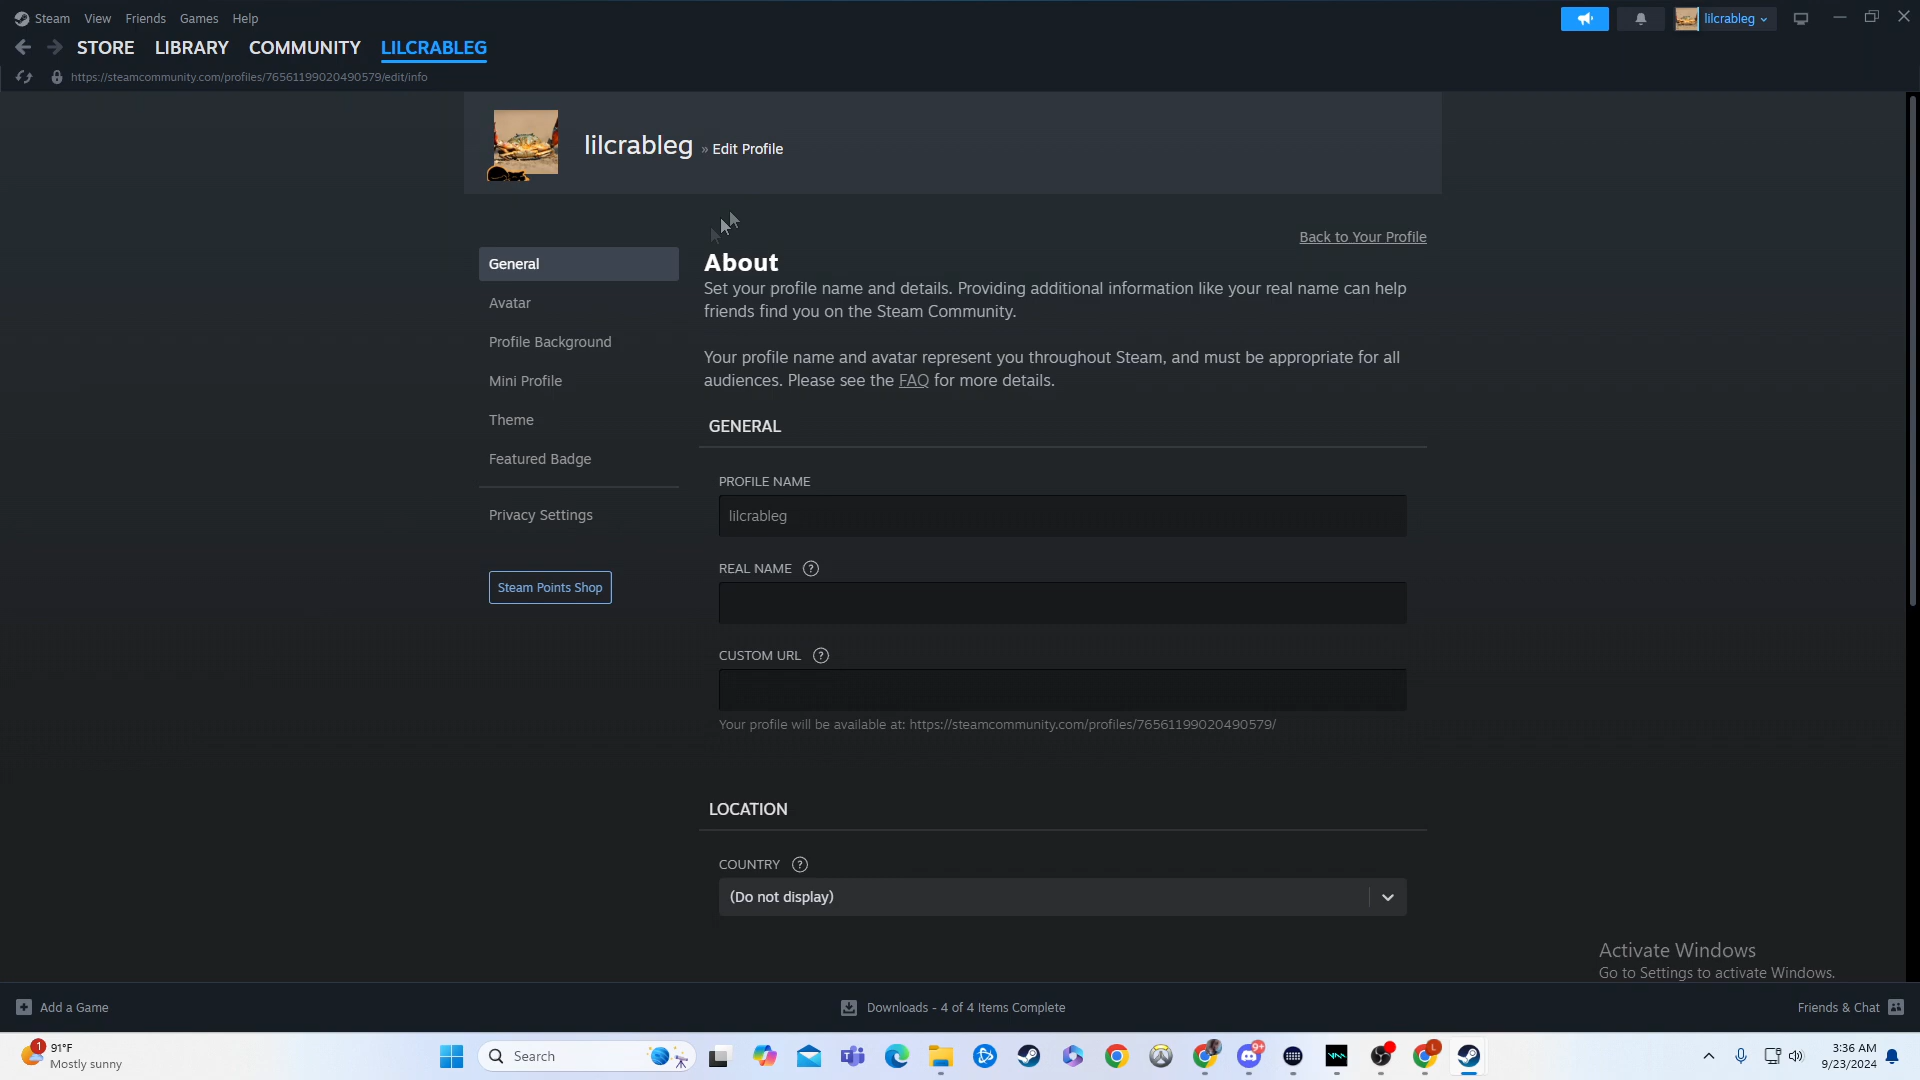 Steam View Friends Games Help
lilcrableg
STORE LIBRARY COMMUNITY LILCRABLEG
https://steamcommunity.com/profiles/76561199020490579/edit/info
lilcrableg » Edit Profile
Back to Your Profile
General
Avatar
Profile Background
Mini Profile
Theme
Featured Badge
Privacy Settings
Steam Points Shop
About
Set your profile name and details. Providing additional information like your real name can help
friends find you on the Steam Community.
Your profile name and avatar represent you throughout Steam, and must be appropriate for all
audiences. Please see the FAQ for more details.
GENERAL
PROFILE NAME
lilcrableg
REAL NAME ?
CUSTOM URL ?
Your profile will be available at: https://steamcommunity.com/profiles/76561199020490579/
LOCATION
COUNTRY ?
(Do not display)
Activate Windows
Go to Settings to activate Windows.
Add a Game
Downloads - 4 of 4 Items Complete
Friends & Chat
1
91°F
Mostly sunny
Search
9+
L
3:36 AM
9/23/2024